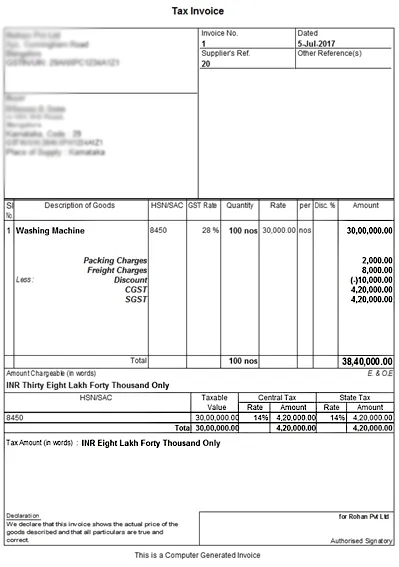 Tax Invoice
Invoice No.
1
Dated
5-Jul-2017
Supplier's Ref.
20
Other Reference(s)
Buyer
Karnataka, Code : 29
Place of Supply : Karnataka
Sl No. Description of Goods HSN/SAC GST Rate Quantity Rate per Disc. % Amount
1 Washing Machine 8450 28 % 100 nos 30,000.00 nos 30,00,000.00
Packing Charges 2,000.00
Freight Charges 8,000.00
Less : Discount (-)10,000.00
CGST 4,20,000.00
SGST 4,20,000.00
Total 100 nos 38,40,000.00
Amount Chargeable (in words) E. & O.E
INR Thirty Eight Lakh Forty Thousand Only
HSN/SAC Taxable Value Central Tax State Tax
Rate Amount Rate Amount
8450 30,00,000.00 14% 4,20,000.00 14% 4,20,000.00
Total 30,00,000.00 4,20,000.00 4,20,000.00
Tax Amount (in words) : INR Eight Lakh Forty Thousand Only
Declaration
We declare that this invoice shows the actual price of the
goods described and that all particulars are true and
correct.
for Rohan Pvt Ltd
Authorised Signatory
This is a Computer Generated Invoice